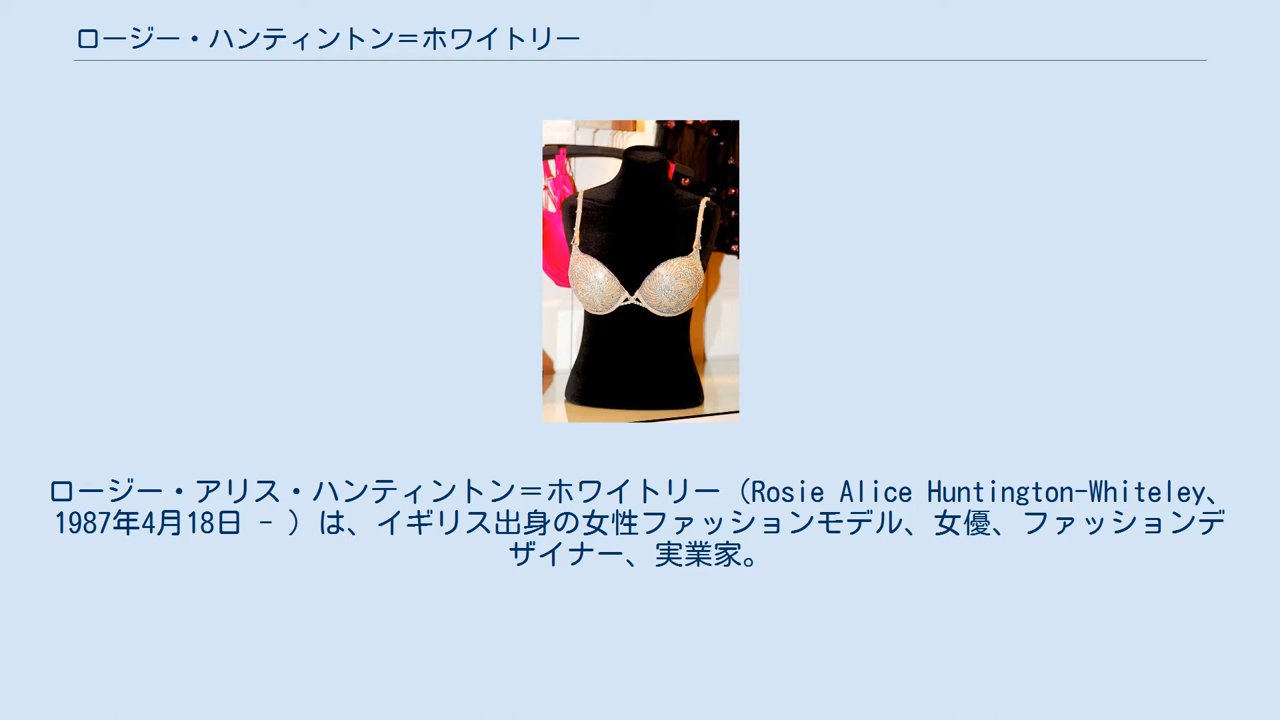 ロージー・ハンティントン＝ホワイトリー
ロージー・アリス・ハンティントン＝ホワイトリー（Rosie Alice Huntington-Whiteley、
1987年4月18日 - ）は、イギリス出身の女性ファッションモデル、女優、ファッションデ
ザイナー、実業家。